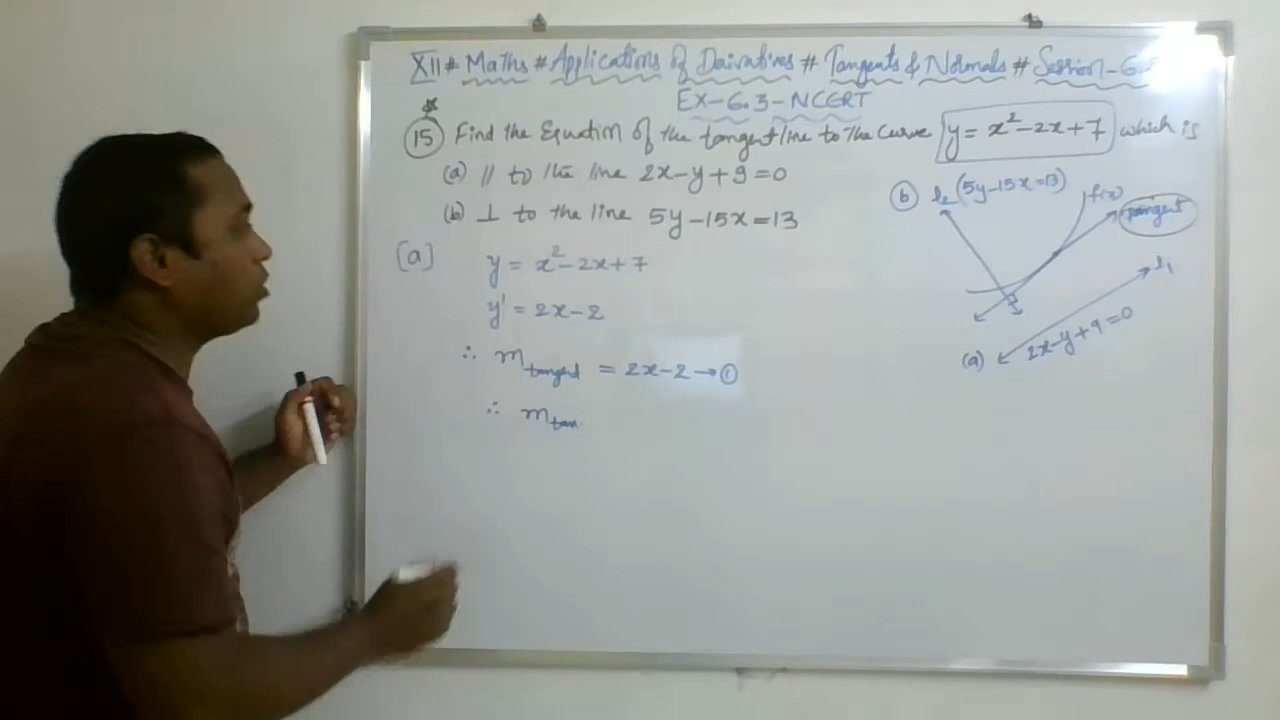 XII # Maths # Applications of Daivatives # Tangents & Normals # Session-6.
EX-6.3-NCERT
15 Find the Equation of the tangent line to the curve y = x²-2x+7 which is
(a) // to the line 2x-y+9=0
(b) ⊥ to the line 5y-15x=13
(a) y = x²-2x+7
y' = 2x-2
∴ m tangent = 2x-2 → ①
∴ m tan
(b) l₂ (5y-15x=13) f(x)
tangent
l₁
(a) 2x-y+9=0